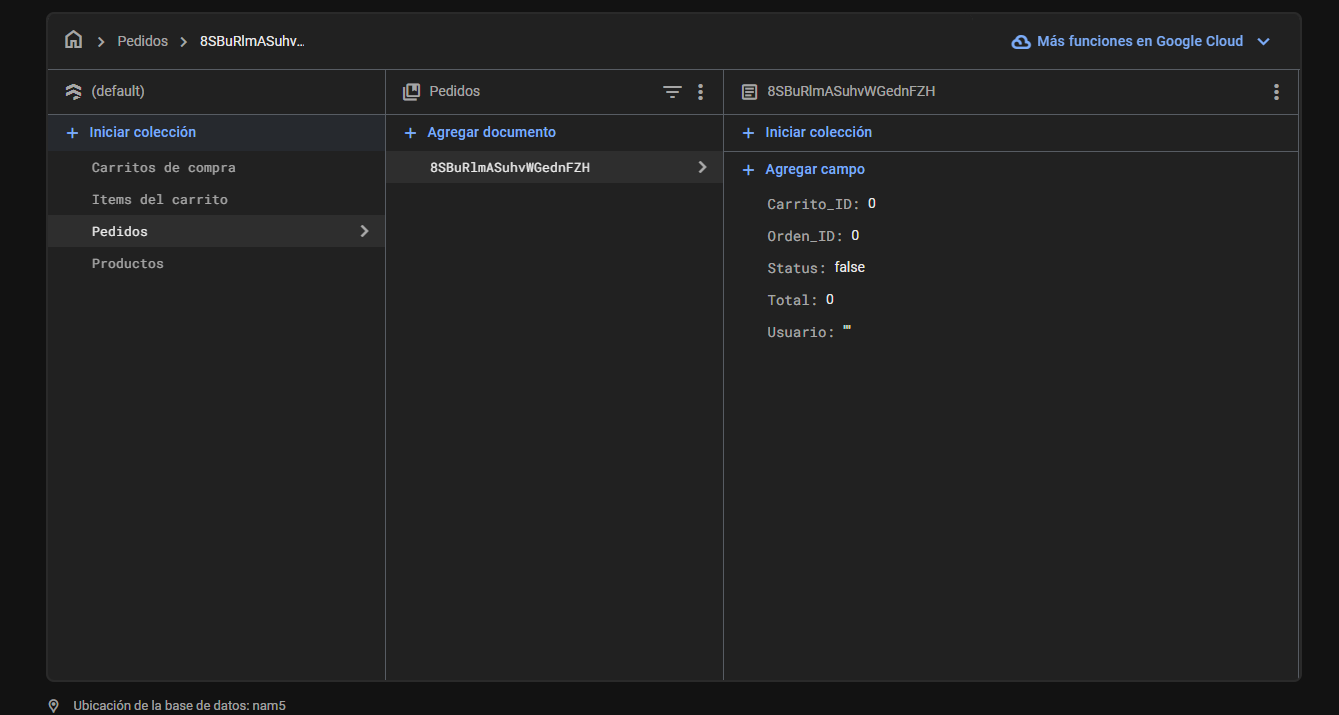 Pedidos
8SBuRlmASuhv...
Más funciones en Google Cloud
(default)
Pedidos
8SBuRlmASuhvWGednFZH
Iniciar colección
Agregar documento
Iniciar colección
Carritos de compra
Items del carrito
Pedidos
Productos
8SBuRlmASuhvWGednFZH
Agregar campo
Carrito_ID: 0
Orden_ID: 0
Status: false
Total: 0
Usuario: ""
Ubicación de la base de datos: nam5